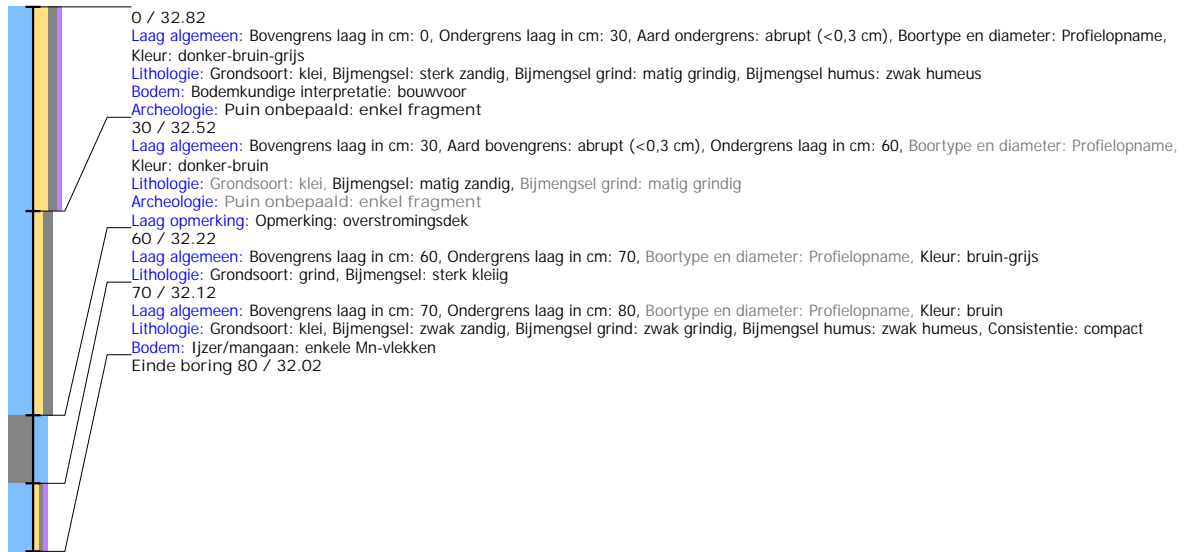 0 / 32.82
Laag algemeen: Bovengrens laag in cm: 0, Ondergrens laag in cm: 30, Aard ondergrens: abrupt (<0,3 cm), Boortype en diameter: Profielopname,
Kleur: donker-bruin-grijs
Lithologie: Grondsoort: klei, Bijmengsel: sterk zandig, Bijmengsel grind: matig grindig, Bijmengsel humus: zwak humeus
Bodem: Bodemkundige interpretatie: bouwvoor
Archeologie: Puin onbepaald: enkel fragment
30 / 32.52
Laag algemeen: Bovengrens laag in cm: 30, Aard bovengrens: abrupt (<0,3 cm), Ondergrens laag in cm: 60, Boortype en diameter: Profielopname,
Kleur: donker-bruin
Lithologie: Grondsoort: klei, Bijmengsel: matig zandig, Bijmengsel grind: matig grindig
Archeologie: Puin onbepaald: enkel fragment
Laag opmerking: Opmerking: overstromingsdek
60 / 32.22
Laag algemeen: Bovengrens laag in cm: 60, Ondergrens laag in cm: 70, Boortype en diameter: Profielopname, Kleur: bruin-grijs
Lithologie: Grondsoort: grind, Bijmengsel: sterk kleiig
70 / 32.12
Laag algemeen: Bovengrens laag in cm: 70, Ondergrens laag in cm: 80, Boortype en diameter: Profielopname, Kleur: bruin
Lithologie: Grondsoort: klei, Bijmengsel: zwak zandig, Bijmengsel grind: zwak grindig, Bijmengsel humus: zwak humeus, Consistentie: compact
Bodem: Ijzer/mangaan: enkele Mn-vlekken
Einde boring 80 / 32.02